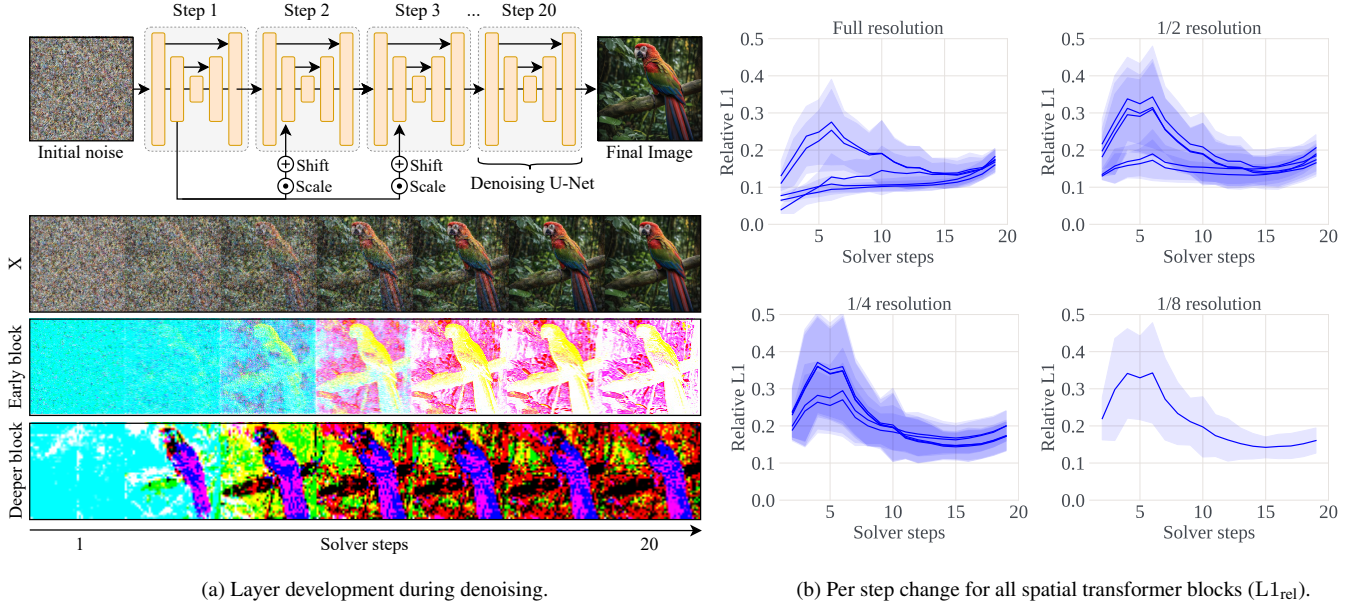 Step 1 Step 2 Step 3 ... Step 20
Initial noise
Shift
Scale
Shift
Scale
Denoising U-Net
Final Image
X
Early block
Deeper block
1 Solver steps 20
(a) Layer development during denoising.
Full resolution
Relative L1
0.5
0.4
0.3
0.2
0.1
0.0
5 10 15 20
Solver steps
1/2 resolution
Relative L1
0.5
0.4
0.3
0.2
0.1
0.0
5 10 15 20
Solver steps
1/4 resolution
Relative L1
0.5
0.4
0.3
0.2
0.1
0.0
5 10 15 20
Solver steps
1/8 resolution
Relative L1
0.5
0.4
0.3
0.2
0.1
0.0
5 10 15 20
Solver steps
(b) Per step change for all spatial transformer blocks (L1rel).